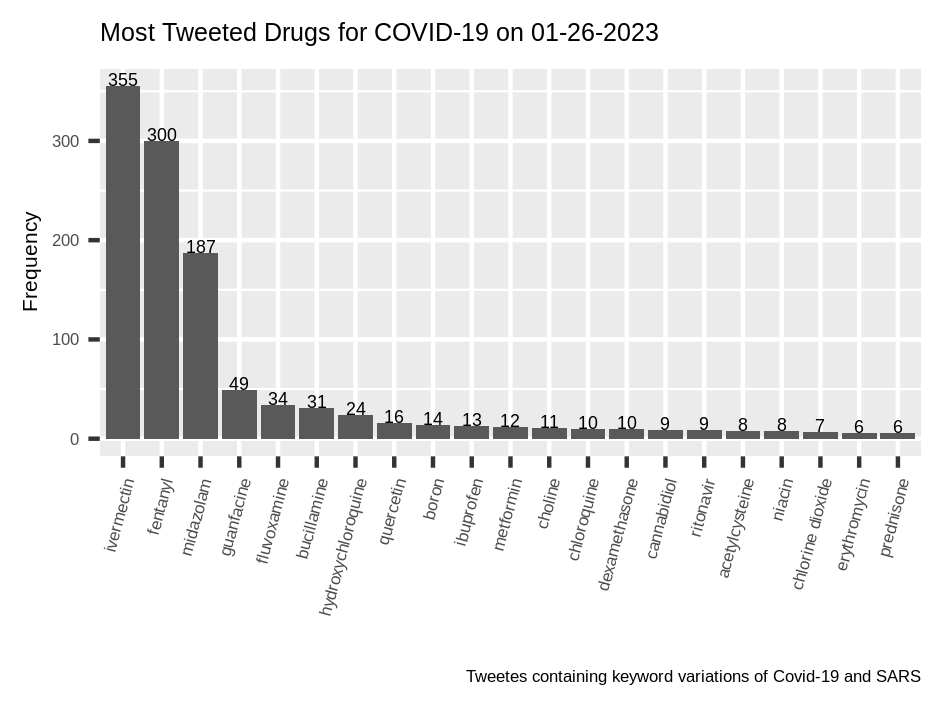 Most Tweeted Drugs for COVID-19 on 01-26-2023
Frequency
300
200
100
0
355
300
187
49
34
31
24
16
14
13
12
11
10
10
9
9
8
8
7
6
6
ivermectin
fentanyl
midazolam
guanfacine
fluvoxamine
bucillamine
hydroxychloroquine
quercetin
boron
ibuprofen
metformin
choline
chloroquine
dexamethasone
cannabidiol
ritonavir
acetylcysteine
niacin
chlorine dioxide
erythromycin
prednisone
Tweetes containing keyword variations of Covid-19 and SARS